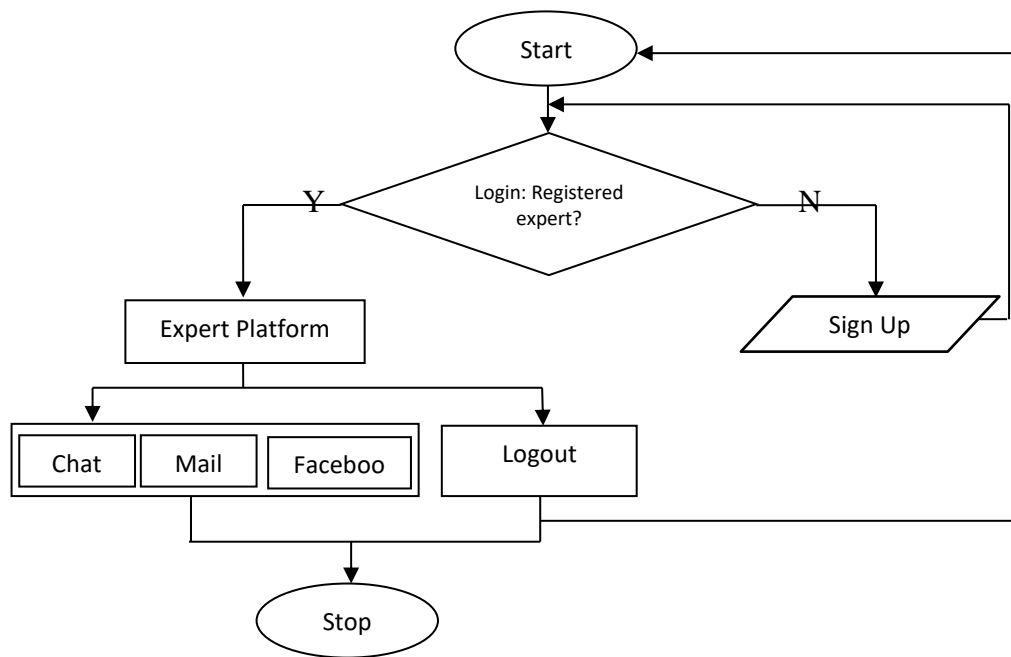 Start
Login: Registered
expert?
Y
N
Expert Platform
Sign Up
Chat
Mail
Faceboo
Logout
Stop